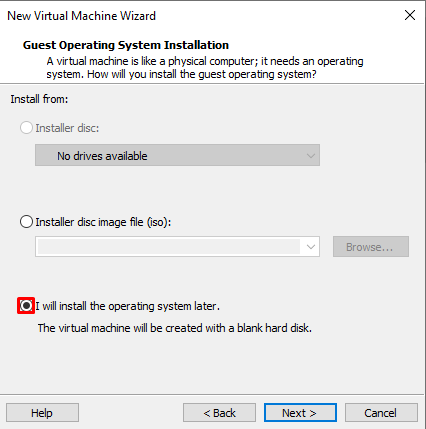 New Virtual Machine Wizard
Guest Operating System Installation
A virtual machine is like a physical computer; it needs an operating
system. How will you install the guest operating system?
Install from:
Installer disc:
No drives available
Installer disc image file (iso):
Browse...
I will install the operating system later.
The virtual machine will be created with a blank hard disk.
Help
< Back
Next >
Cancel